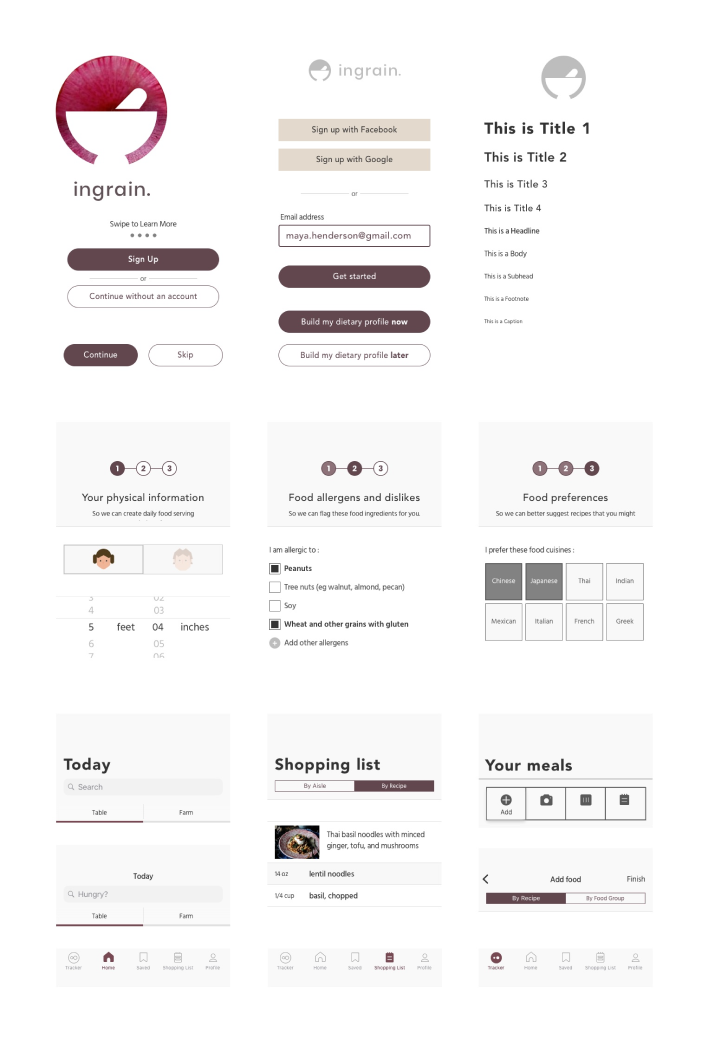 ingrain.
Swipe to Learn More
Sign Up
or
Continue without an account
Continue
Skip
ingrain.
Sign up with Facebook
Sign up with Google
or
Email address
maya.henderson@gmail.com
Get started
Build my dietary profile now
Build my dietary profile later
This is Title 1
This is Title 2
This is Title 3
This is Title 4
This is a Headline
This is a Body
This is a Subhead
This is a Footnote
This is a Caption
1 2 3
Your physical information
So we can create daily food serving
3 02
4 03
5 feet 04 inches
6 05
7 06
1 2 3
Food allergens and dislikes
So we can flag these food ingredients for you.
I am allergic to :
Peanuts
Tree nuts (eg walnut, almond, pecan)
Soy
Wheat and other grains with gluten
Add other allergens
1 2 3
Food preferences
So we can better suggest recipes that you might
I prefer these food cuisines :
Chinese Japanese Thai Indian
Mexican Italian French Greek
Today
Search
Table Farm
Today
Hungry?
Table Farm
Tracker Home Saved Shopping List Profile
Shopping list
By Aisle By Recipe
Thai basil noodles with minced
ginger, tofu, and mushrooms
14 oz lentil noodles
1/4 cup basil, chopped
Tracker Home Saved Shopping List Profile
Your meals
Add
Add food Finish
By Recipe By Food Group
Tracker Home Saved Shopping List Profile